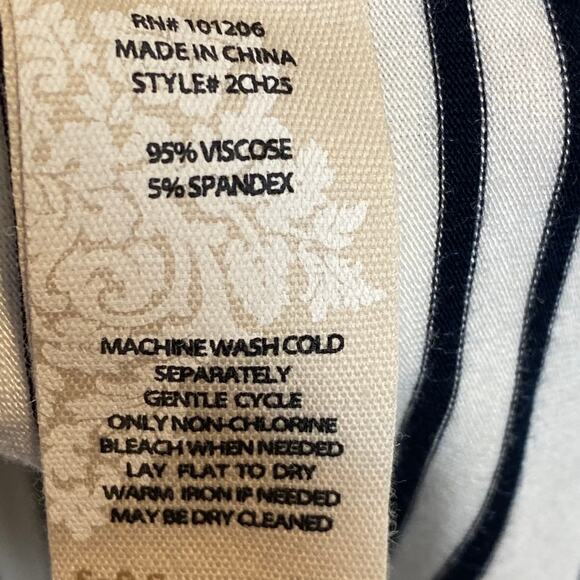 RN# 101206
MADE IN CHINA
STYLE# 2CH25
95% VISCOSE
5% SPANDEX
MACHINE WASH COLD
SEPARATELY
GENTLE CYCLE
ONLY NON-CHLORINE
BLEACH WHEN NEEDED
LAY FLAT TO DRY
WARM IRON IF NEEDED
MAY BE DRY CLEANED